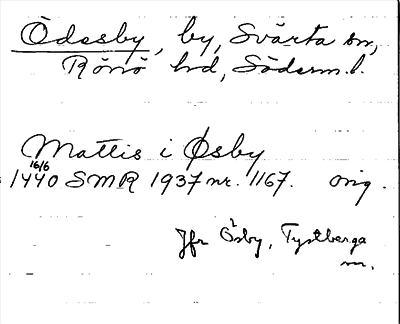 Ödesby, by, Svärta sn,
Rönö hd, Söderm. l.
Mattis i Øsby
16/6
1440 SMR 1937 nr. 1167. orig.
Jfr Ösby, Tystberga
sn.